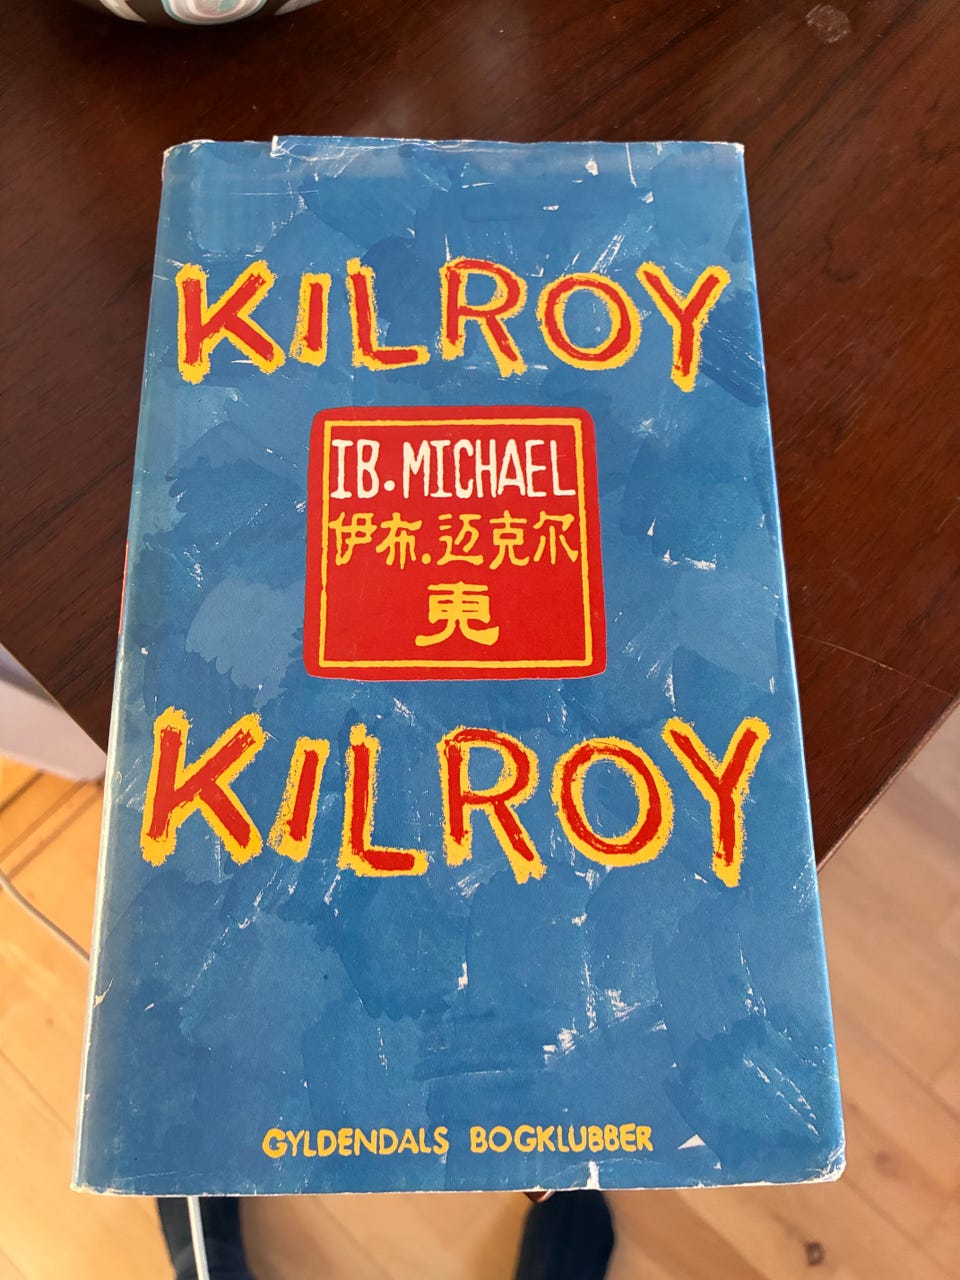 KILROY
IB. MICHAEL
伊布.迈克尔
KILROY
GYLDENDALS BOGKLUBBER